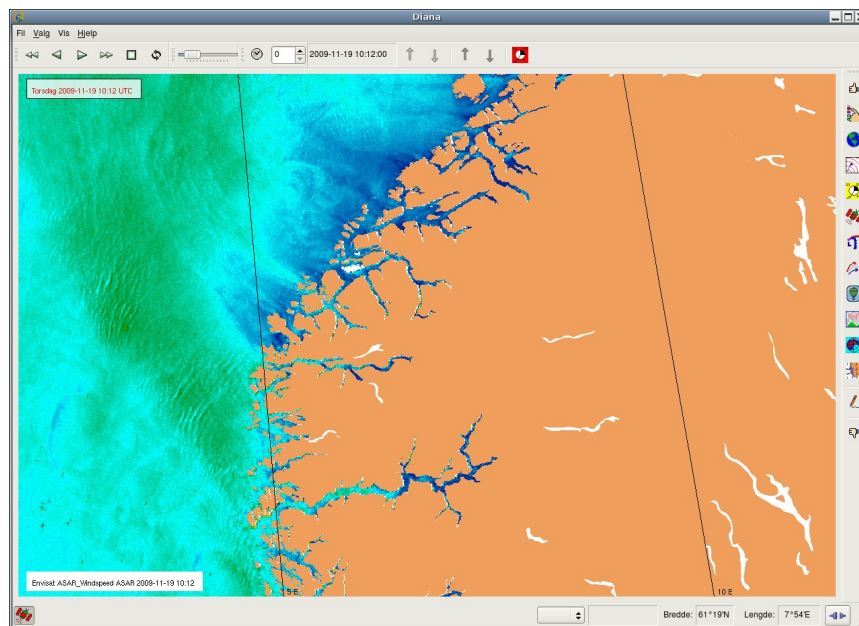 Diana
Fil Valg Vis Hjelp
0 2009-11-19 10:12:00
Torsdag 2009-11-19 10:12 UTC
Envisat ASAR_Windspeed ASAR 2009-11-19 10:12
5 E
10 E
Bredde: 61°19'N Lengde: 7°54'E